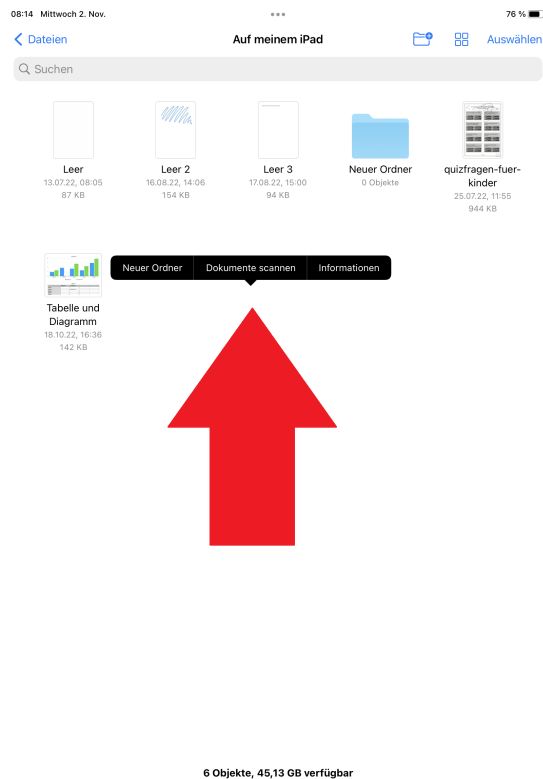 08:14 Mittwoch 2. Nov.
76 %
Dateien
Auf meinem iPad
Auswählen
Suchen
Leer
13.07.22, 08:05
87 KB
Leer 2
16.08.22, 14:06
154 KB
Leer 3
17.08.22, 15:00
94 KB
Neuer Ordner
0 Objekte
quizfragen-fuer-
kinder
25.07.22, 11:55
944 KB
Tabelle und
Diagramm
18.10.22, 16:36
142 KB
Neuer Ordner
Dokumente scannen
Informationen
6 Objekte, 45,13 GB verfügbar